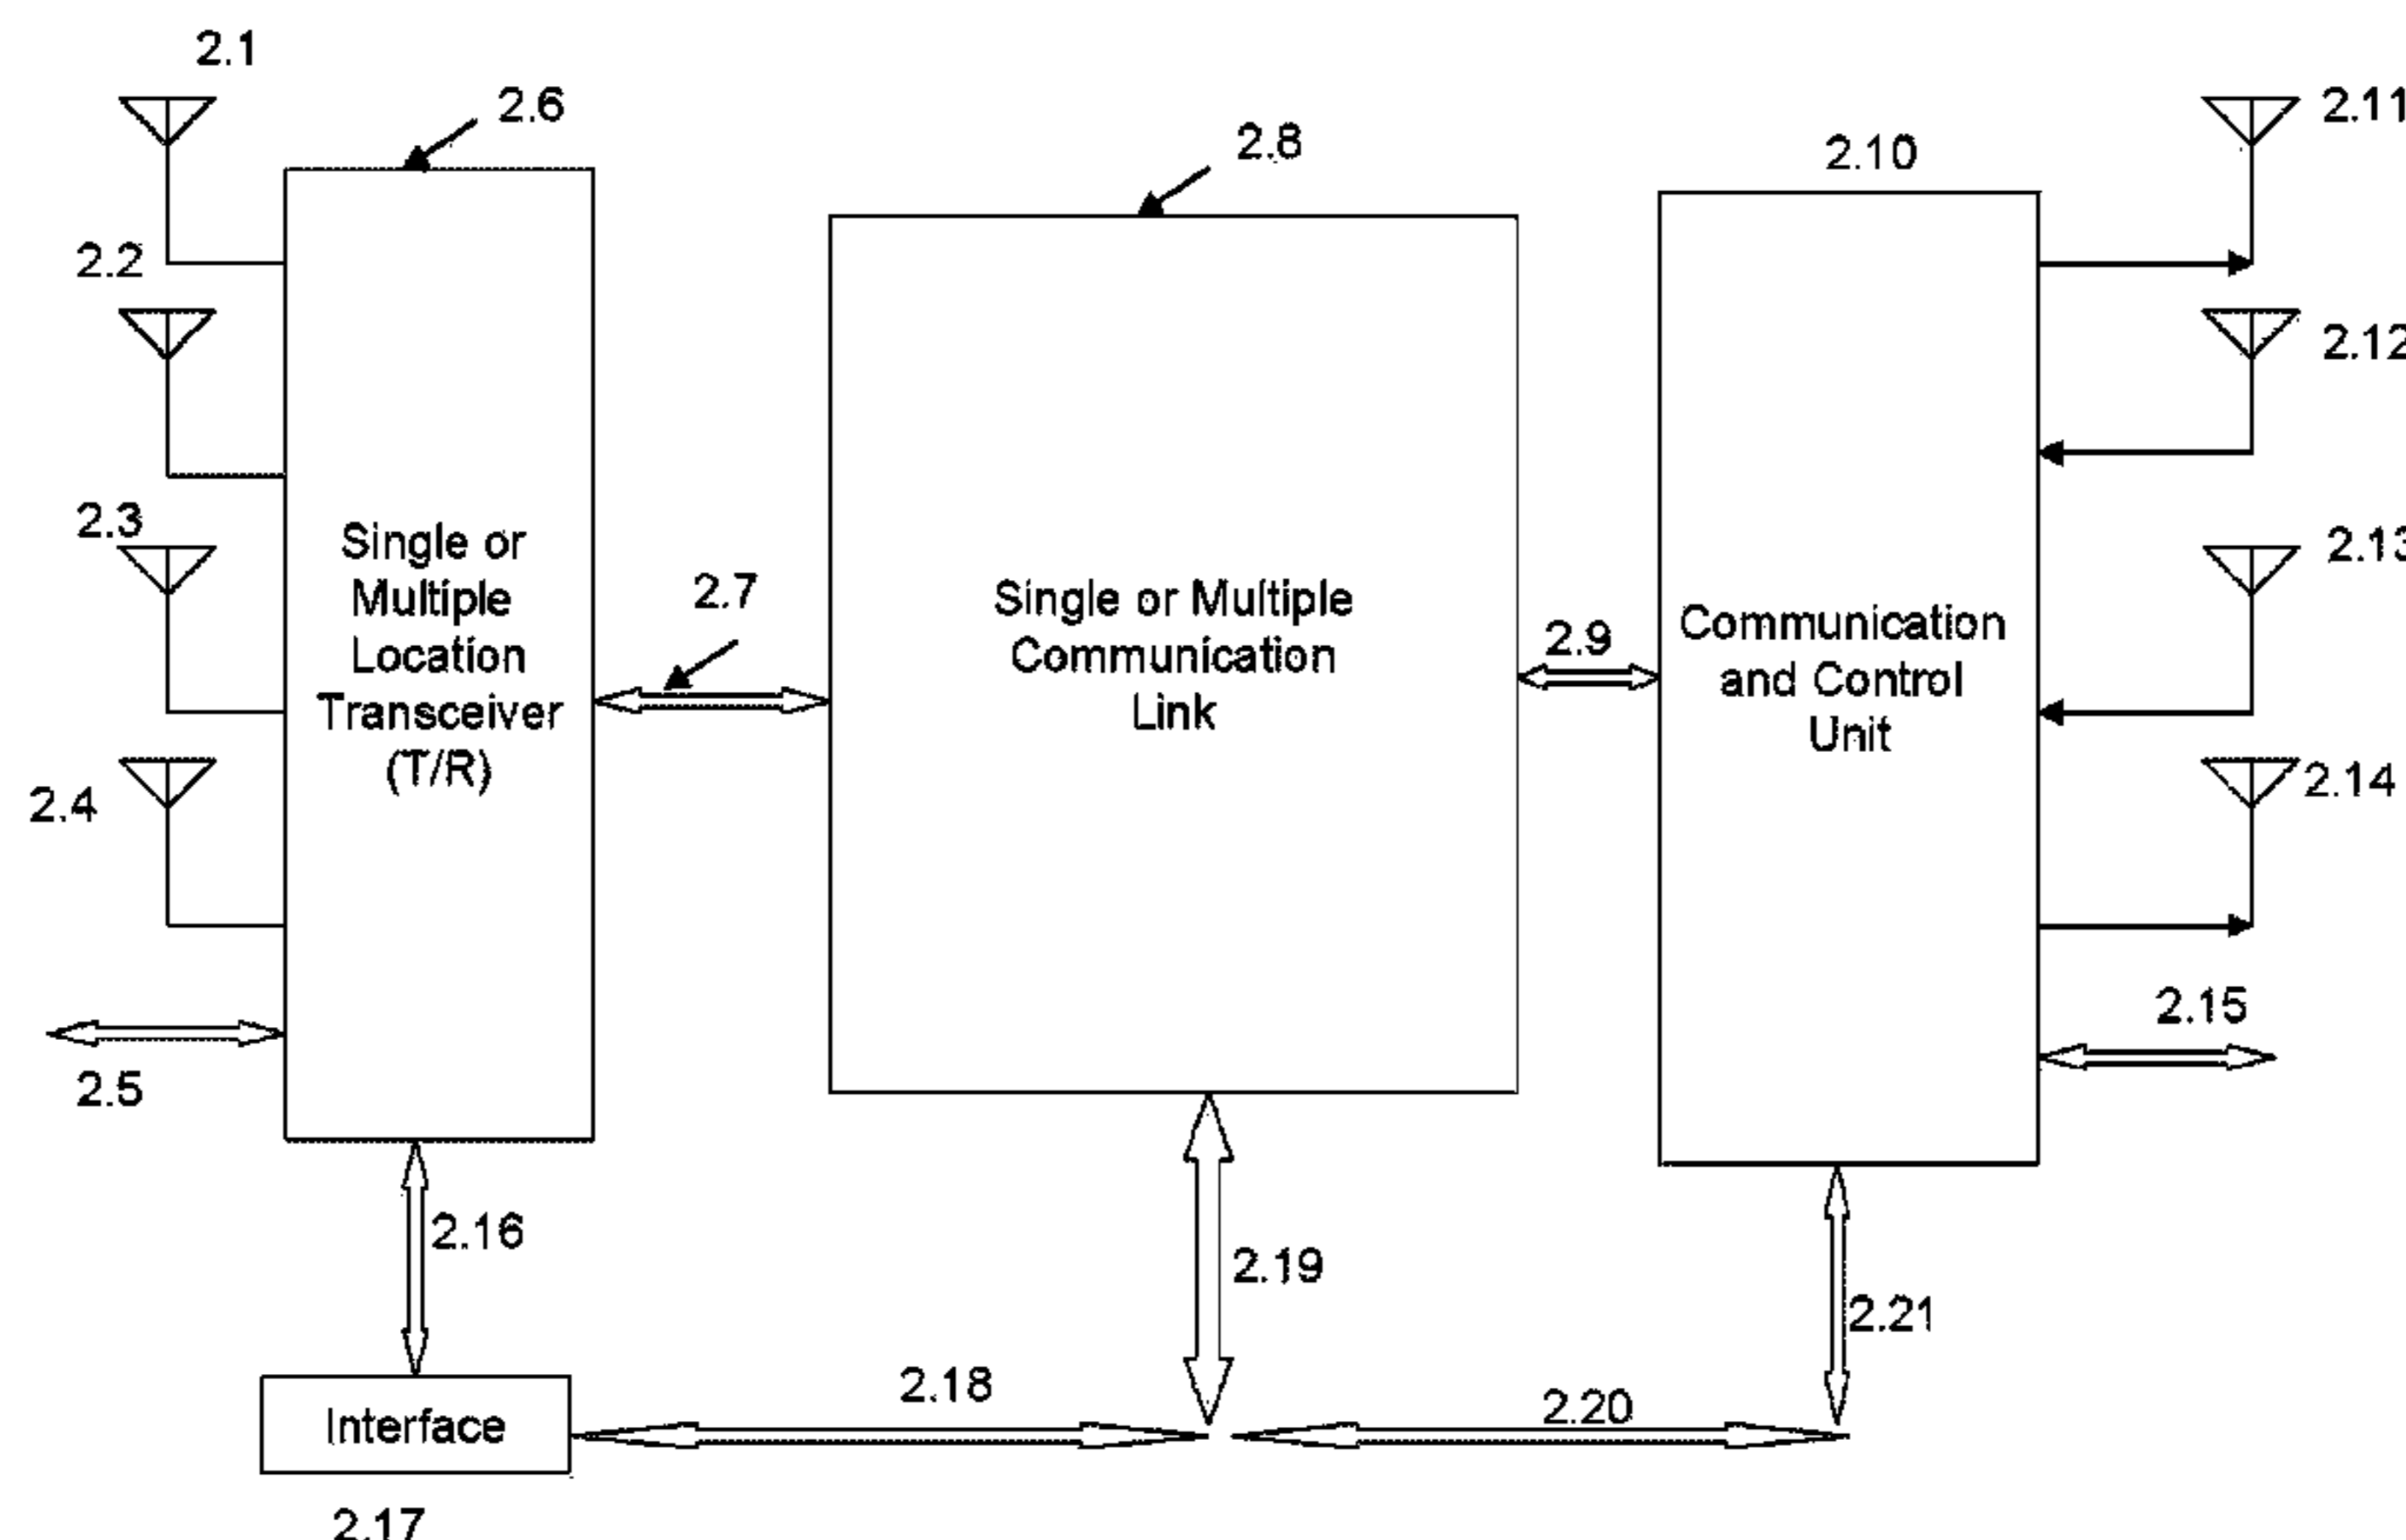 2.1
2.6
2.8
2.10
2.11
2.2
2.12
2.3
2.13
Single or
Multiple
Location
Transceiver
(T/R)
2.7
Single or Multiple
Communication
Link
2.9
Communication
and Control
Unit
2.4
2.14
2.5
2.15
2.16
2.19
2.21
2.18
2.20
Interface
2.17